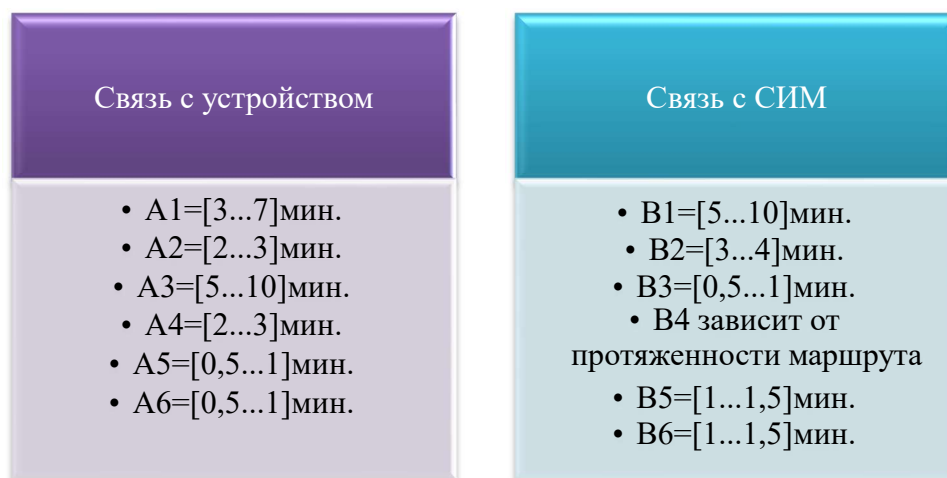 Связь с устройством
• А1=[3...7]мин.
• А2=[2...3]мин.
• А3=[5...10]мин.
• А4=[2...3]мин.
• А5=[0,5...1]мин.
• А6=[0,5...1]мин.
Связь с СИМ
• В1=[5...10]мин.
• В2=[3...4]мин.
• В3=[0,5...1]мин.
• В4 зависит от
протяженности маршрута
• В5=[1...1,5]мин.
• В6=[1...1,5]мин.